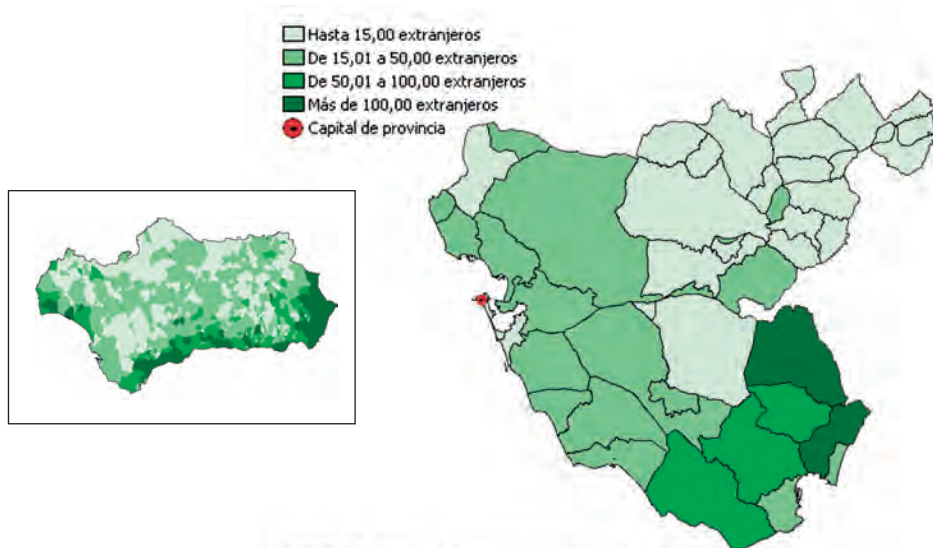 Hasta 15,00 extranjeros
De 15,01 a 50,00 extranjeros
De 50,01 a 100,00 extranjeros
Más de 100,00 extranjeros
Capital de provincia